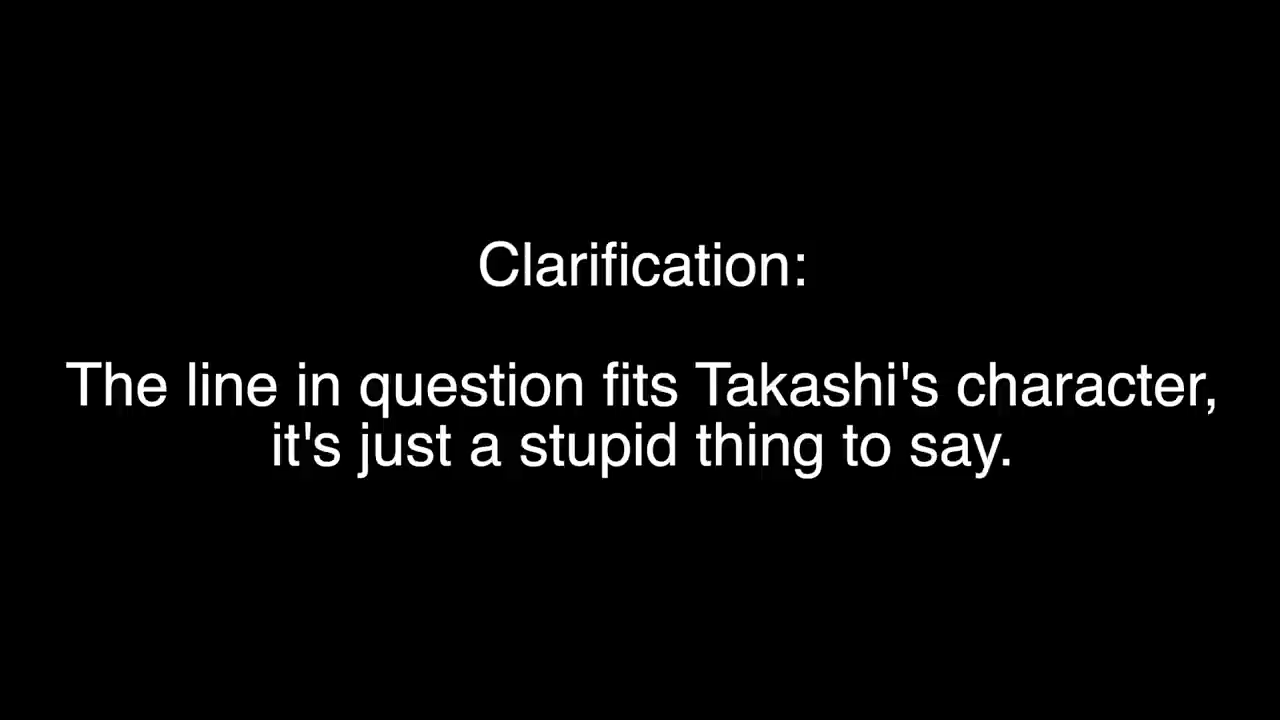 Clarification:
The line in question fits Takashi's character,
it's just a stupid thing to say.